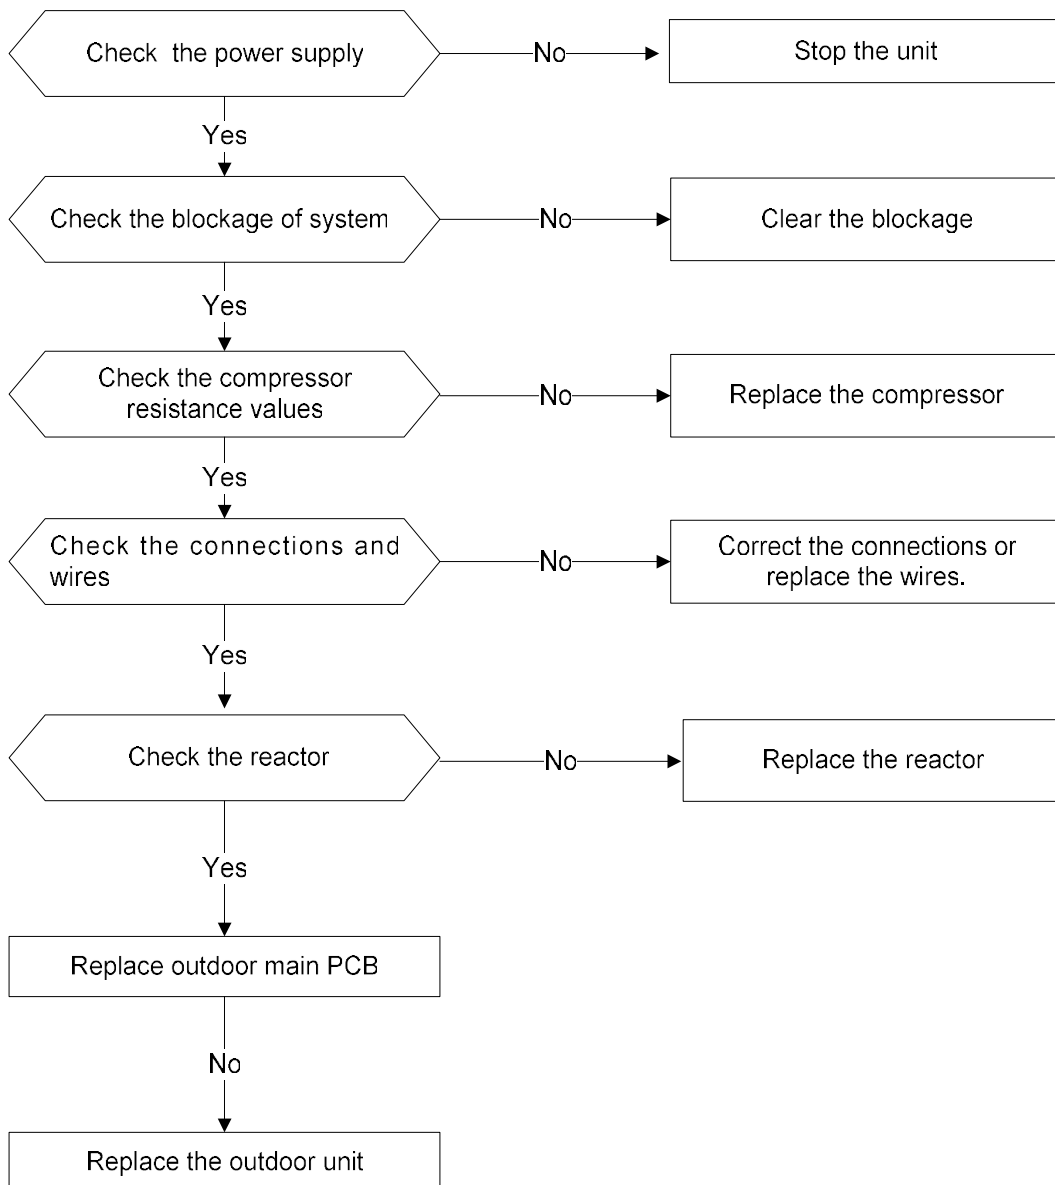 Check the power supply
No
Stop the unit
Yes
Check the blockage of system
No
Clear the blockage
Yes
Check the compressor
resistance values
No
Replace the compressor
Yes
Check the connections and
wires
No
Correct the connections or
replace the wires.
Yes
Check the reactor
No
Replace the reactor
Yes
Replace outdoor main PCB
No
Replace the outdoor unit